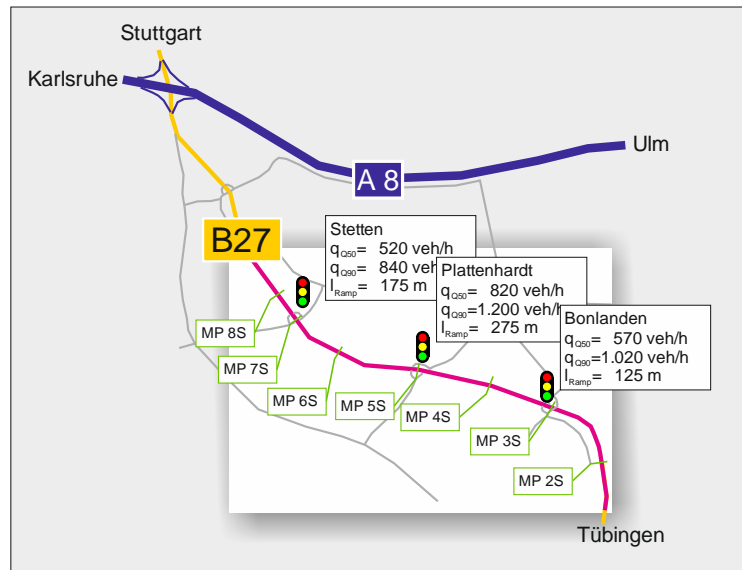 Stuttgart
Karlsruhe
Ulm
A 8
B27
Stetten
qQ50= 520 veh/h
qQ90= 840 veh/h
lRamp= 175 m
Plattenhardt
qQ50= 820 veh/h
qQ90=1.200 veh/h
lRamp= 275 m
Bonlanden
qQ50= 570 veh/h
qQ90=1.020 veh/h
lRamp= 125 m
MP 8S
MP 7S
MP 6S
MP 5S
MP 4S
MP 3S
MP 2S
Tübingen